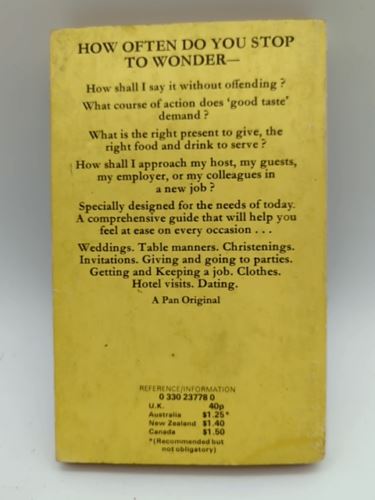 HOW OFTEN DO YOU STOP
TO WONDER—
How shall I say it without offending ?
What course of action does 'good taste'
demand ?
What is the right present to give, the
right food and drink to serve ?
How shall I approach my host, my guests,
my employer, or my colleagues in
a new job ?
Specially designed for the needs of today.
A comprehensive guide that will help you
feel at ease on every occasion . . .
Weddings. Table manners. Christenings.
Invitations. Giving and going to parties.
Getting and Keeping a job. Clothes.
Hotel visits. Dating.
A Pan Original
REFERENCE/INFORMATION
0 330 23778 0
U.K. 40p
Australia $1.25*
New Zealand $1.40
Canada $1.50
*(Recommended but
not obligatory)